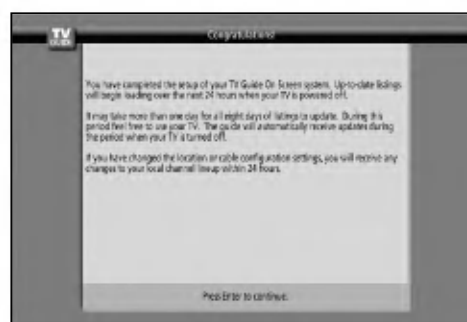 TV
GUIDE
Congratulations!
You have completed the setup of your TV Guide On Screen system. Up-to-date listings
will begin loading over the next 24 hours when your TV is powered off.
It may take more than one day for all eight days of listings to update. During this
period feel free to use your TV. The guide will automatically receive updates during
the period when your TV is turned off.
If you have changed the location or cable configuration settings, you will receive any
changes to your local channel lineup within 24 hours.
Press Enter to continue.